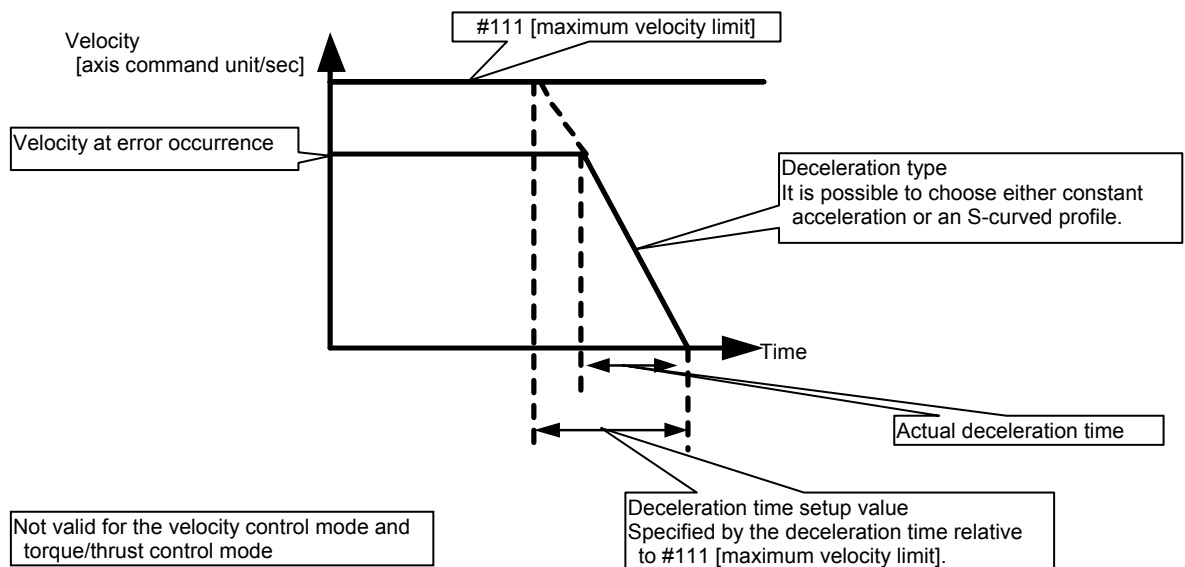 #111 [maximum velocity limit]
Velocity
[axis command unit/sec]
Velocity at error occurrence
Deceleration type
It is possible to choose either constant
acceleration or an S-curved profile.
Time
Actual deceleration time
Deceleration time setup value
Specified by the deceleration time relative
to #111 [maximum velocity limit].
Not valid for the velocity control mode and
torque/thrust control mode